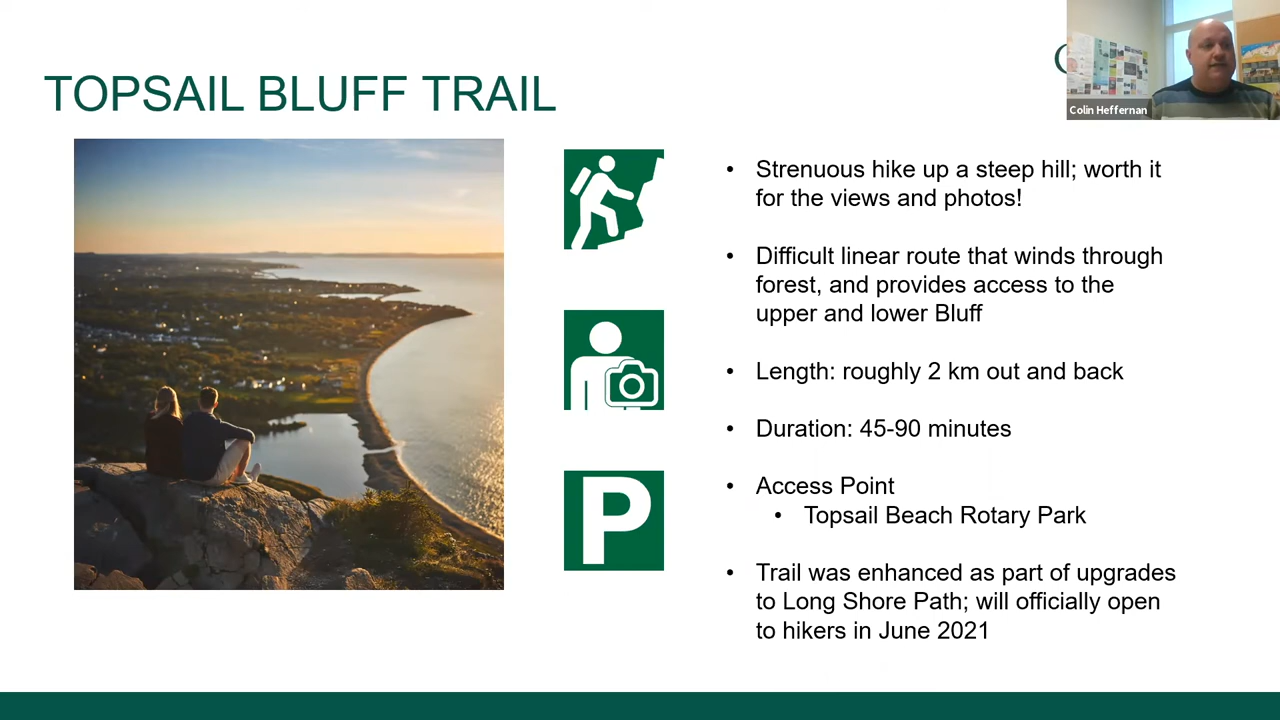 TOPSAIL BLUFF TRAIL
Colin Heffernan
• Strenuous hike up a steep hill; worth it
for the views and photos!
• Difficult linear route that winds through
forest, and provides access to the
upper and lower Bluff
• Length: roughly 2 km out and back
P
• Duration: 45-90 minutes
• Access Point
• Topsail Beach Rotary Park
• Trail was enhanced as part of upgrades
to Long Shore Path; will officially open
to hikers in June 2021